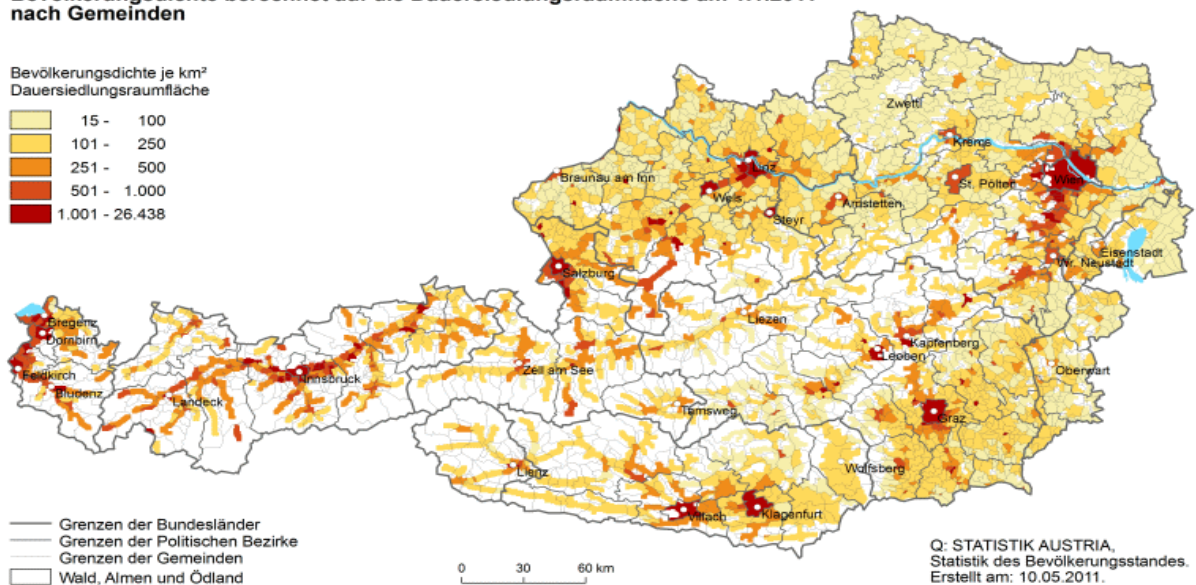 nach Gemeinden
Bevölkerungsdichte je km²
Dauersiedlungsraumfläche
15 - 100
101 - 250
251 - 500
501 - 1.000
1.001 - 26.438
Zwettl
Krems
Linz
Wien
Braunau am Inn
St. Pölten
Wels
Amstetten
Steyr
Eisenstadt
Wr. Neustadt
Salzburg
Bregenz
Dornbirn
Liezen
Kapfenberg
Leoben
Feldkirch
Innsbruck
Zell am See
Oberwart
Bludenz
Landeck
Tamsweg
Graz
Lienz
Wolfsberg
Villach
Klagenfurt
Grenzen der Bundesländer
Grenzen der Politischen Bezirke
Grenzen der Gemeinden
Wald, Almen und Ödland
0 30 60 km
Q: STATISTIK AUSTRIA,
Statistik des Bevölkerungsstandes.
Erstellt am: 10.05.2011.